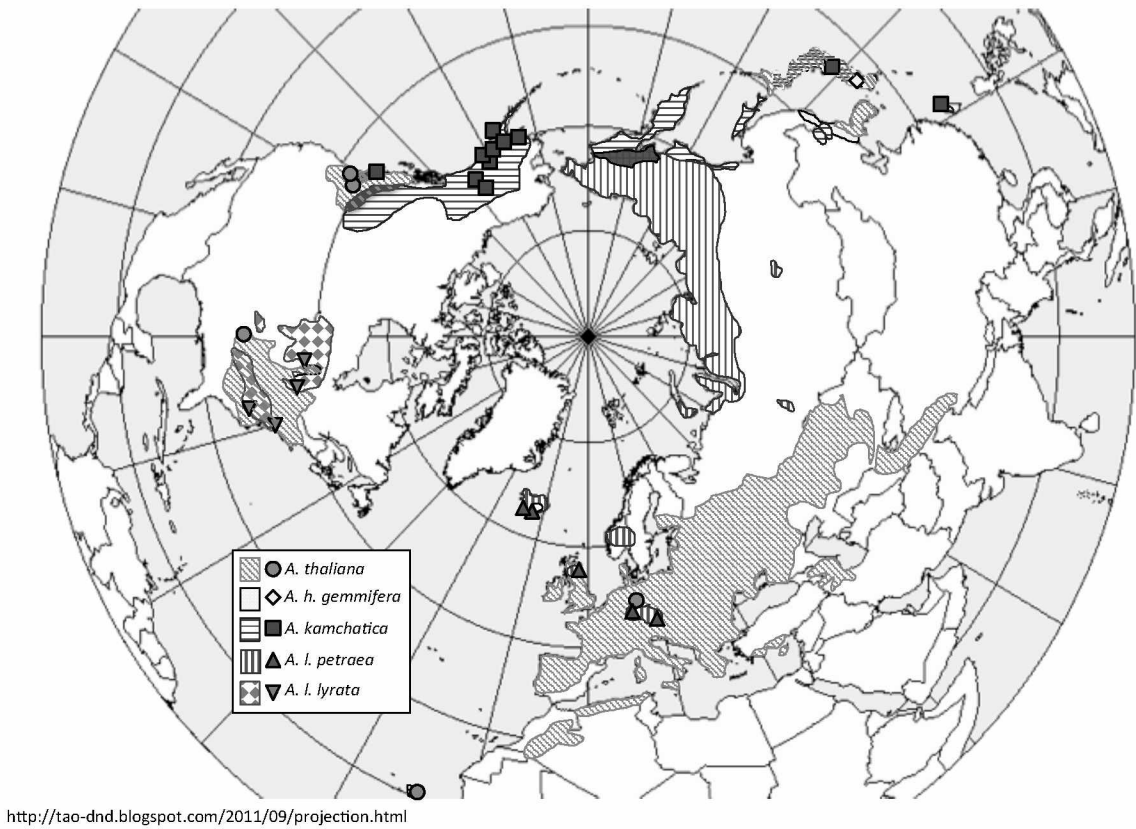 A. thaliana
A. h. gemmifera
A. kamchatica
A. l. petraea
A. l. lyrata
http://tao-dnd.blogspot.com/2011/09/projection.html